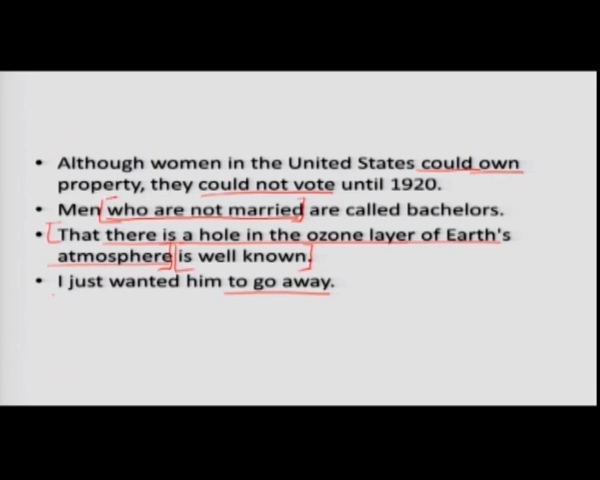 • Although women in the United States could own
property, they could not vote until 1920.
• Men who are not married are called bachelors.
• That there is a hole in the ozone layer of Earth's
atmosphere is well known.
• I just wanted him to go away.